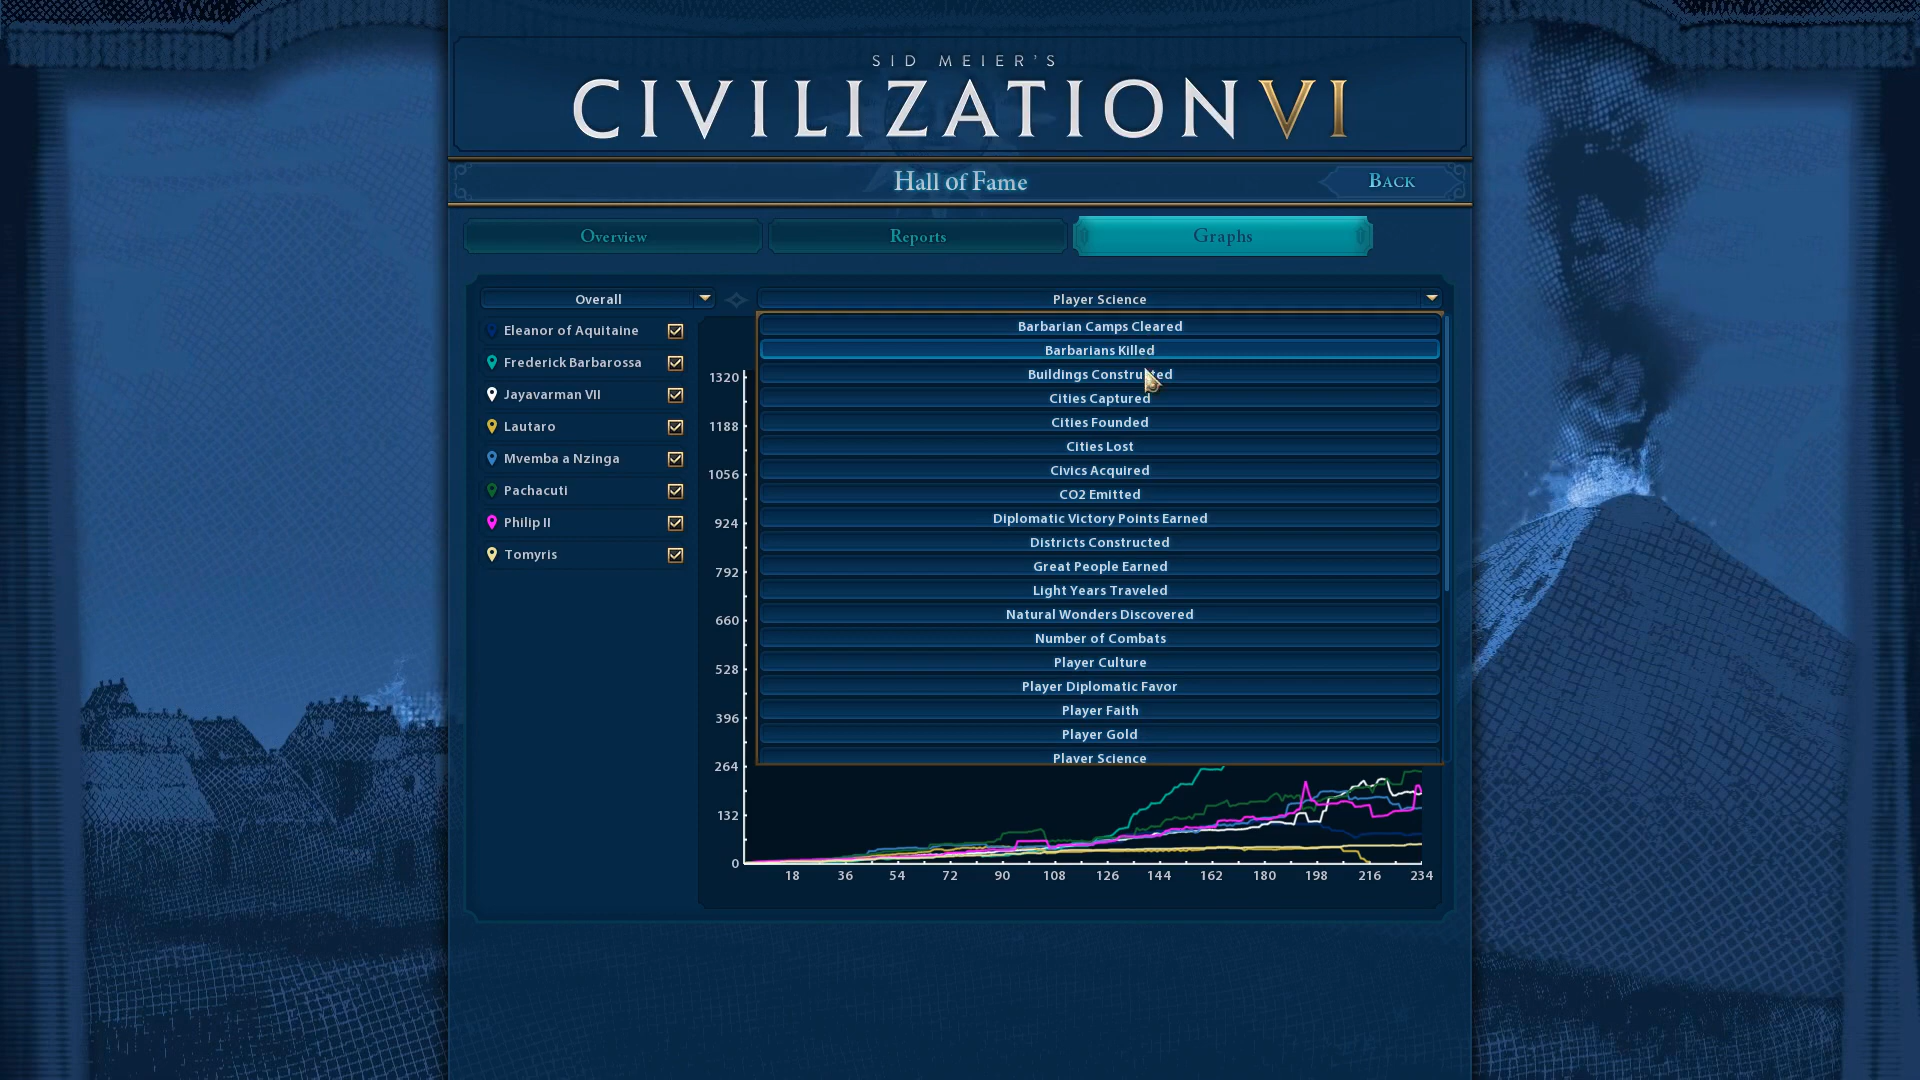 SID MEIER'S
CIVILIZATION VI
Hall of Fame
BACK
Overview
Reports
Graphs
Overall
Player Science
Eleanor of Aquitaine
Frederick Barbarossa
Jayavarman VII
Lautaro
Mvemba a Nzinga
Pachacuti
Philip II
Tomyris
Barbarian Camps Cleared
Barbarians Killed
Buildings Constructed
Cities Captured
Cities Founded
Cities Lost
Civics Acquired
CO2 Emitted
Diplomatic Victory Points Earned
Districts Constructed
Great People Earned
Light Years Traveled
Natural Wonders Discovered
Number of Combats
Player Culture
Player Diplomatic Favor
Player Faith
Player Gold
Player Science
1320
1188
1056
924
792
660
528
396
264
132
0
18 36 54 72 90 108 126 144 162 180 198 216 234